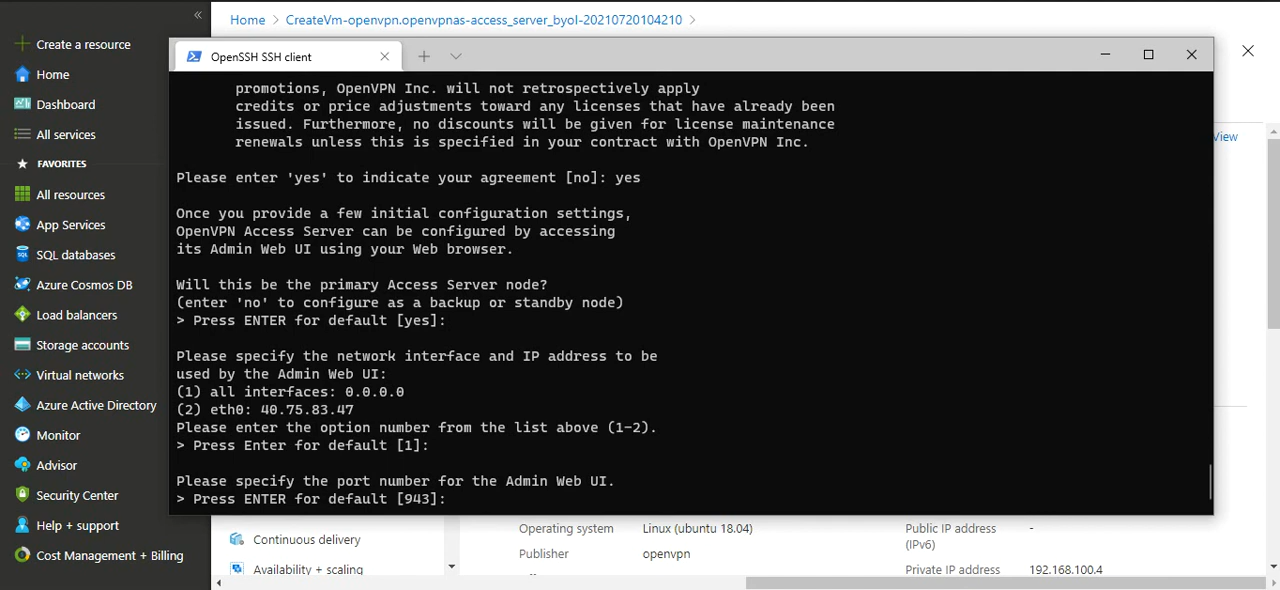 «
Home > CreateVm-openvpn.openvpnas-access_server_byol-20210720104210 >
Create a resource
Home
Dashboard
All services
FAVORITES
All resources
App Services
SQL databases
Azure Cosmos DB
Load balancers
Storage accounts
Virtual networks
Azure Active Directory
Monitor
Advisor
Security Center
Help + support
Cost Management + Billing
OpenSSH SSH client
promotions, OpenVPN Inc. will not retrospectively apply
credits or price adjustments toward any licenses that have already been
issued. Furthermore, no discounts will be given for license maintenance
renewals unless this is specified in your contract with OpenVPN Inc.
Please enter 'yes' to indicate your agreement [no]: yes
Once you provide a few initial configuration settings,
OpenVPN Access Server can be configured by accessing
its Admin Web UI using your Web browser.
Will this be the primary Access Server node?
(enter 'no' to configure as a backup or standby node)
> Press ENTER for default [yes]:
Please specify the network interface and IP address to be
used by the Admin Web UI:
(1) all interfaces: 0.0.0.0
(2) eth0: 40.75.83.47
Please enter the option number from the list above (1-2).
> Press Enter for default [1]:
Please specify the port number for the Admin Web UI.
> Press ENTER for default [943]:
View
Continuous delivery
Availability + scaling
Operating system Linux (ubuntu 18.04)
Publisher openvpn
Public IP address -
(IPv6)
Private IP address 192.168.100.4